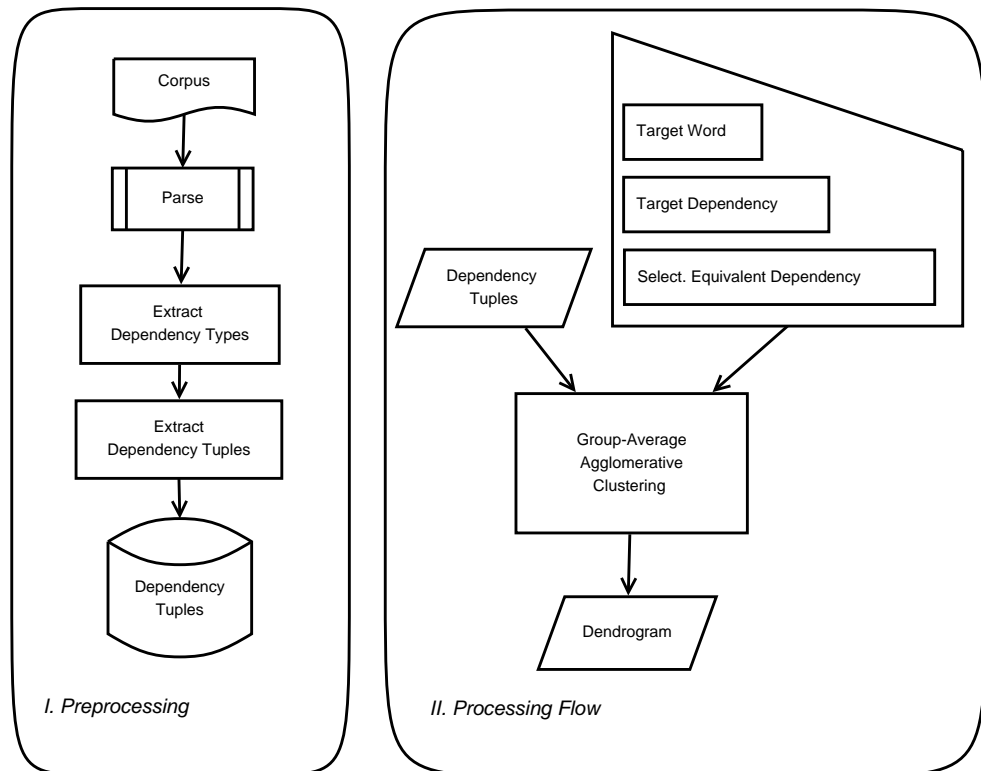 Corpus
Parse
Extract
Dependency Types
Extract
Dependency Tuples
Dependency
Tuples
I. Preprocessing
Target Word
Target Dependency
Select. Equivalent Dependency
Dependency
Tuples
Group-Average
Agglomerative
Clustering
Dendrogram
II. Processing Flow